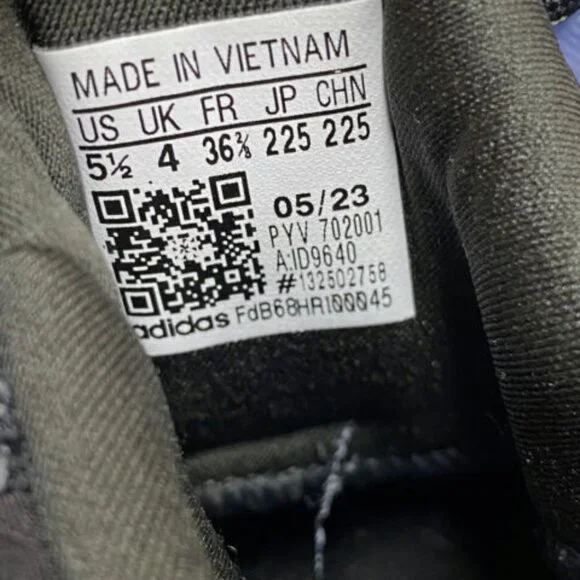 MADE IN VIETNAM
US UK FR JP CHN
5½ 4 36⅔ 225 225
05/23
PYV 702001
A:ID9640
#132502758
adidas FdB68HRI00045